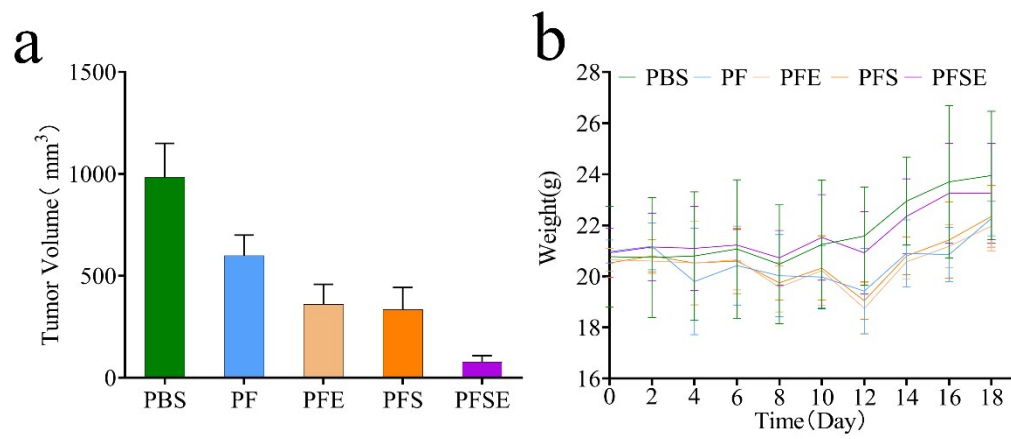 a
Tumor Volume( mm³)
1500
1000
500
0
PBS PF PFE PFS PFSE
b
PBS PF PFE PFS PFSE
Weight(g)
28
26
24
22
20
18
16
0 2 4 6 8 10 12 14 16 18
Time(Day)